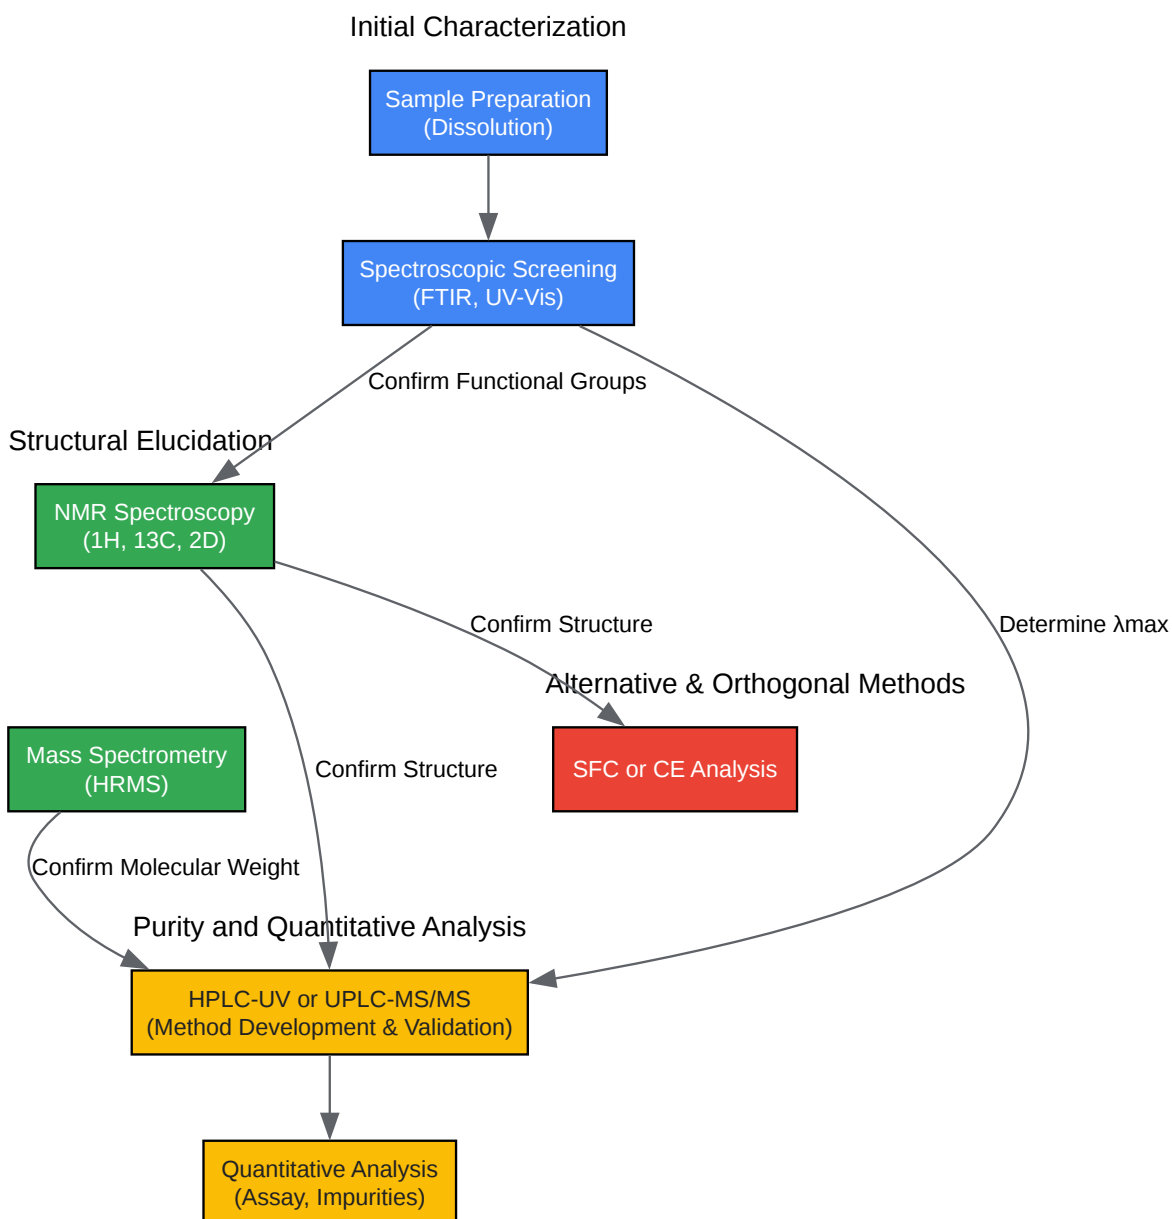 Initial Characterization
Sample Preparation
(Dissolution)
Spectroscopic Screening
(FTIR, UV-Vis)
Confirm Functional Groups
Structural Elucidation
NMR Spectroscopy
(1H, 13C, 2D)
Confirm Structure
Determine λmax
Alternative & Orthogonal Methods
Mass Spectrometry
(HRMS)
Confirm Structure
SFC or CE Analysis
Confirm Molecular Weight
Purity and Quantitative Analysis
HPLC-UV or UPLC-MS/MS
(Method Development & Validation)
Quantitative Analysis
(Assay, Impurities)